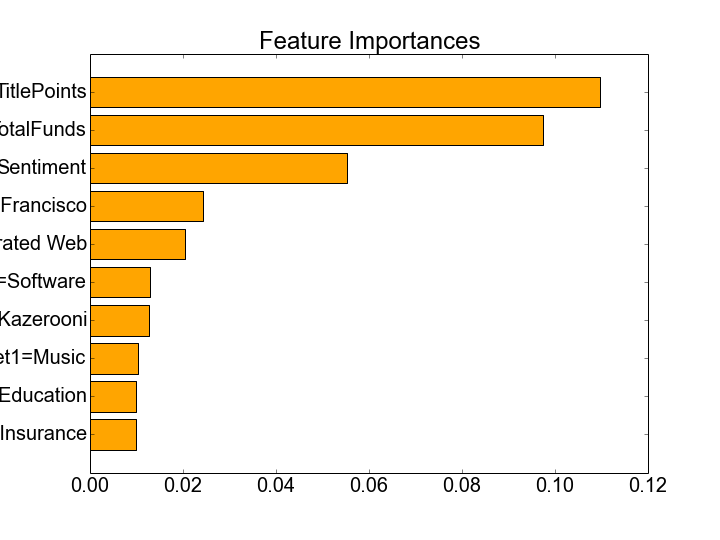 Feature Importances
TitlePoints
TotalFunds
Sentiment
Francisco
rated Web
=Software
Kazerooni
et1=Music
Education
Insurance
0.00 0.02 0.04 0.06 0.08 0.10 0.12